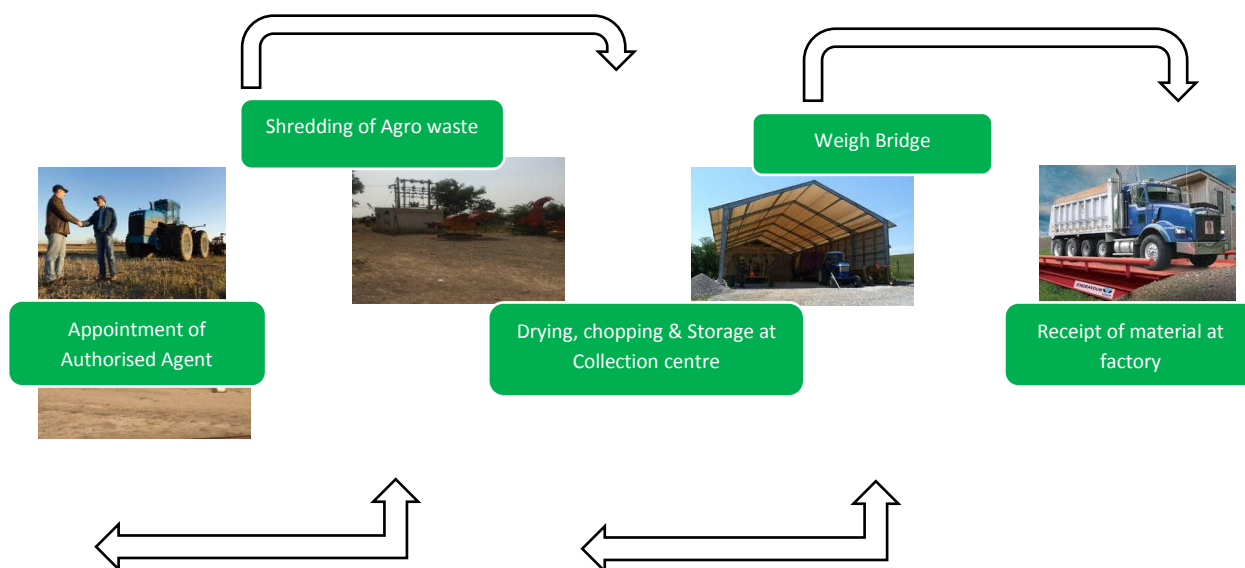 Shredding of Agro waste
Weigh Bridge
Appointment of
Authorised Agent
Drying, chopping & Storage at
Collection centre
ENDEAVOUR
Receipt of material at
factory